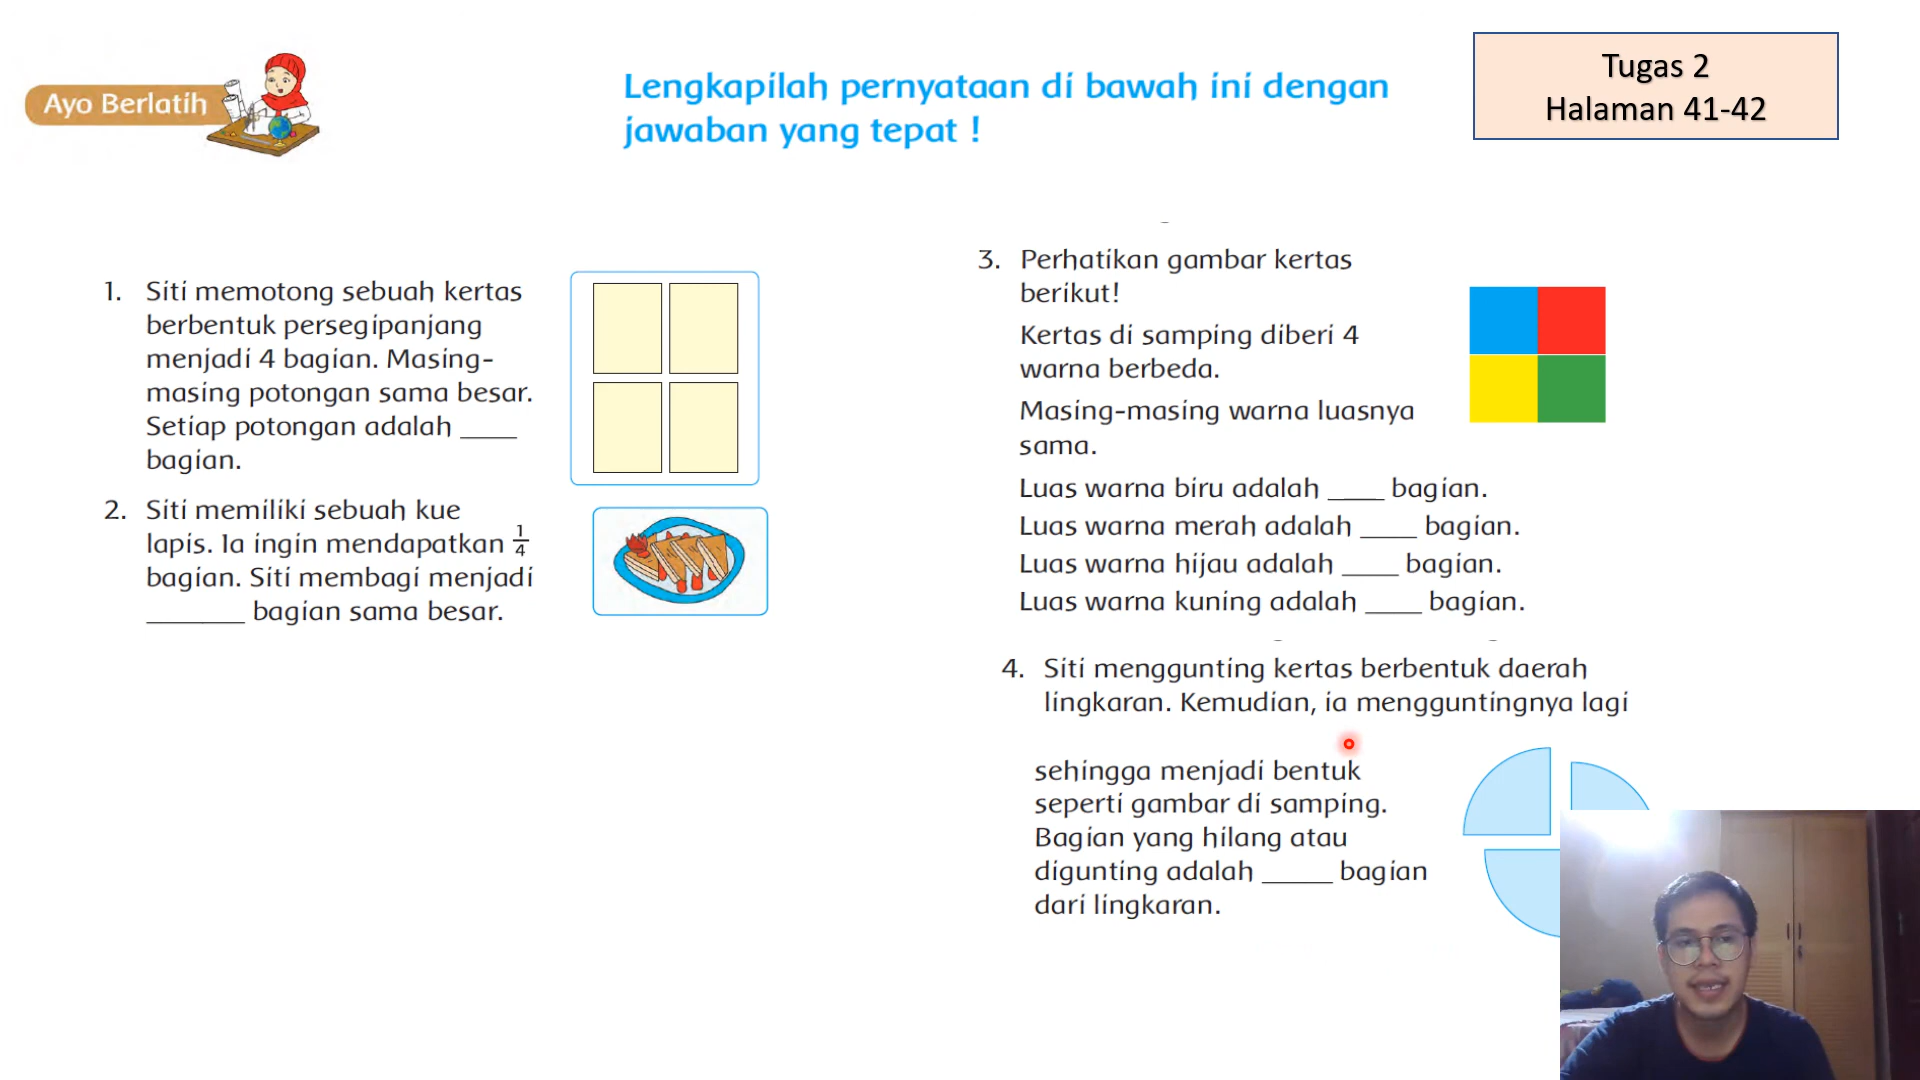 Ayo Berlatih
Lengkapilah pernyataan di bawah ini dengan
jawaban yang tepat !
Tugas 2
Halaman 41-42
1. Siti memotong sebuah kertas
berbentuk persegipanjang
menjadi 4 bagian. Masing-
masing potongan sama besar.
Setiap potongan adalah ____
bagian.
2. Siti memiliki sebuah kue
lapis. Ia ingin mendapatkan 1/4
bagian. Siti membagi menjadi
_______ bagian sama besar.
3. Perhatikan gambar kertas
berikut!
Kertas di samping diberi 4
warna berbeda.
Masing-masing warna luasnya
sama.
Luas warna biru adalah ____ bagian.
Luas warna merah adalah ____ bagian.
Luas warna hijau adalah ____ bagian.
Luas warna kuning adalah ____ bagian.
4. Siti menggunting kertas berbentuk daerah
lingkaran. Kemudian, ia mengguntingnya lagi
sehingga menjadi bentuk
seperti gambar di samping.
Bagian yang hilang atau
digunting adalah _____ bagian
dari lingkaran.